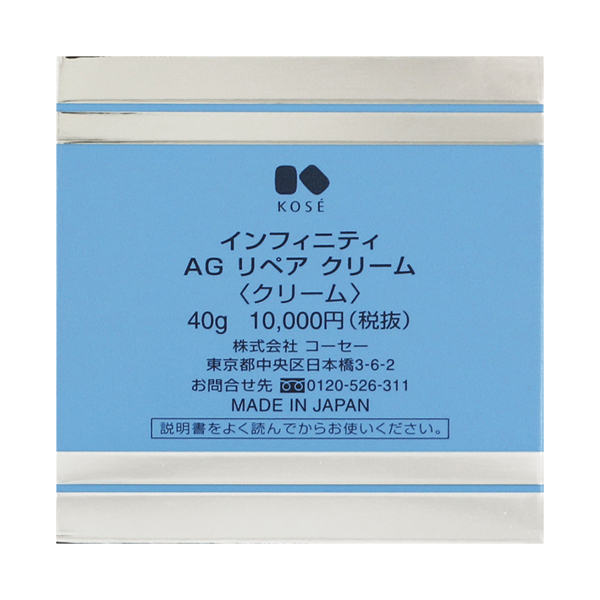 KOSÉ
インフィニティ
AG リペア クリーム
〈クリーム〉
40g 10,000円(税抜)
株式会社 コーセー
東京都中央区日本橋3-6-2
お問合せ先 0120-526-311
MADE IN JAPAN
説明書をよく読んでからお使いください。